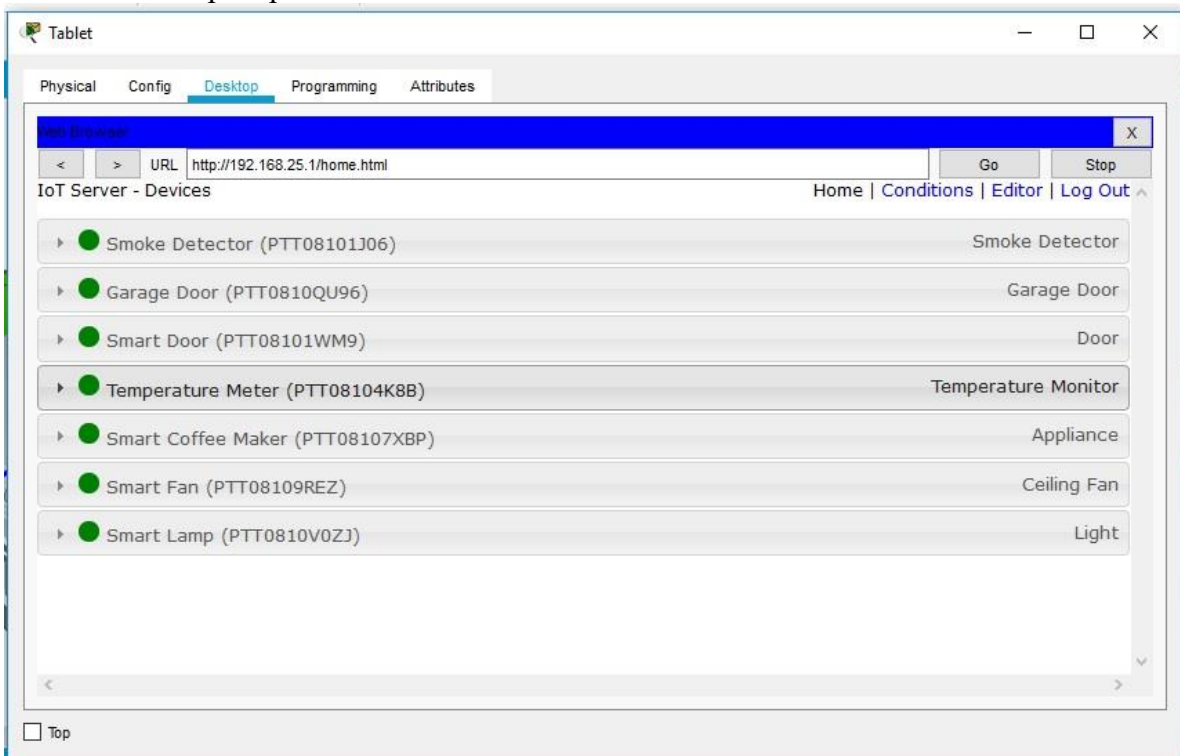 Tablet
Physical Config Desktop Programming Attributes
Web Browser X
< > URL http://192.168.25.1/home.html Go Stop
IoT Server - Devices Home | Conditions | Editor | Log Out
Smoke Detector (PTT08101J06) Smoke Detector
Garage Door (PTT0810QU96) Garage Door
Smart Door (PTT08101WM9) Door
Temperature Meter (PTT08104K8B) Temperature Monitor
Smart Coffee Maker (PTT08107XBP) Appliance
Smart Fan (PTT08109REZ) Ceiling Fan
Smart Lamp (PTT0810V0ZJ) Light
Top